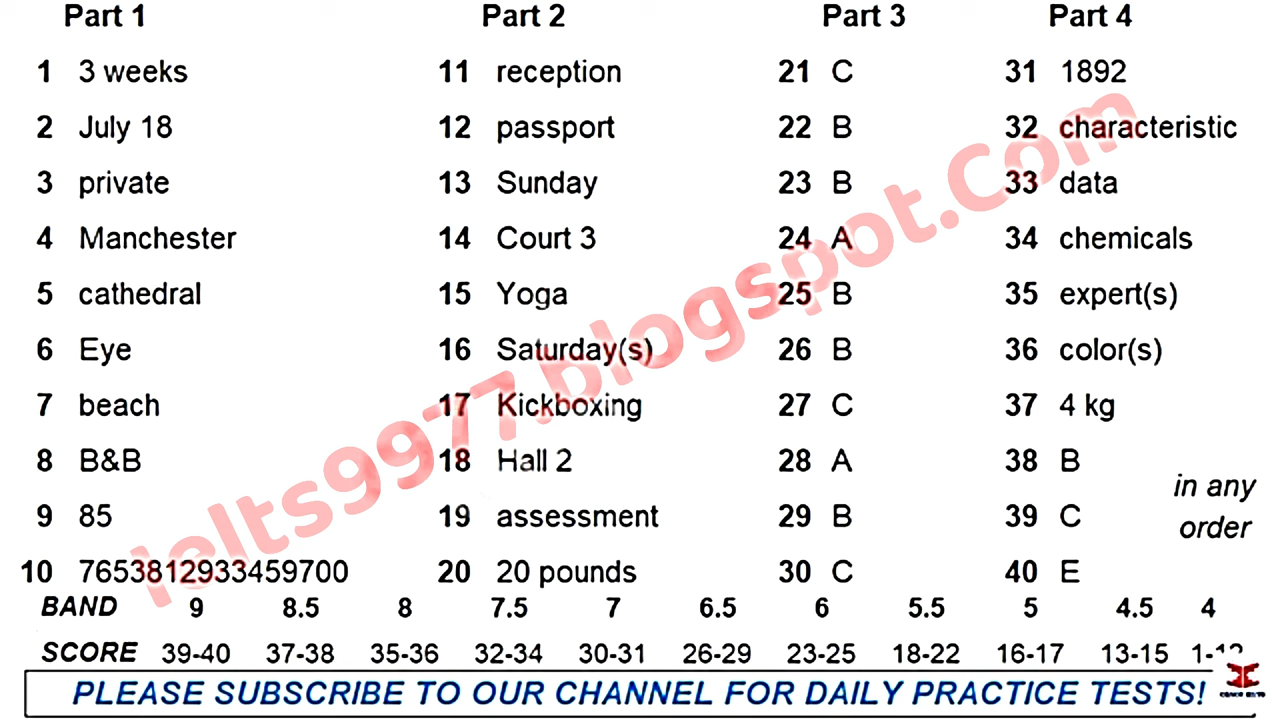 Part 1 Part 2 Part 3 Part 4
1 3 weeks 11 reception 21 C 31 1892
2 July 18 12 passport 22 B 32 characteristic
3 private 13 Sunday 23 B 33 data
4 Manchester 14 Court 3 24 A 34 chemicals
5 cathedral 15 Yoga 25 B 35 expert(s)
6 Eye 16 Saturday(s) 26 B 36 color(s)
7 beach 17 Kickboxing 27 C 37 4 kg
8 B&B 18 Hall 2 28 A 38 B
in any
9 85 19 assessment 29 B 39 C
order
10 7653812933459700 20 20 pounds 30 C 40 E
ielts9977.blogspot.Com
BAND 9 8.5 8 7.5 7 6.5 6 5.5 5 4.5 4
SCORE 39-40 37-38 35-36 32-34 30-31 26-29 23-25 18-22 16-17 13-15 1-12
PLEASE SUBSCRIBE TO OUR CHANNEL FOR DAILY PRACTICE TESTS!